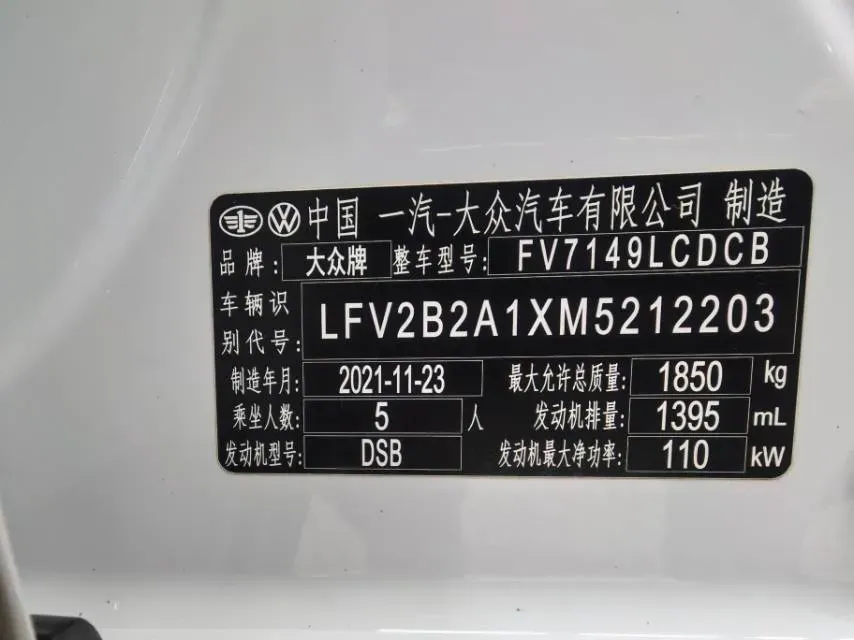 中国 一汽-大众汽车有限公司 制造
品牌: 大众牌 整车型号: FV7149LCDCB
车辆识别代号: LFV2B2A1XM5212203
制造年月: 2021-11-23 最大允许总质量: 1850 kg
乘坐人数: 5 人 发动机排量: 1395 mL
发动机型号: DSB 发动机最大净功率: 110 kW